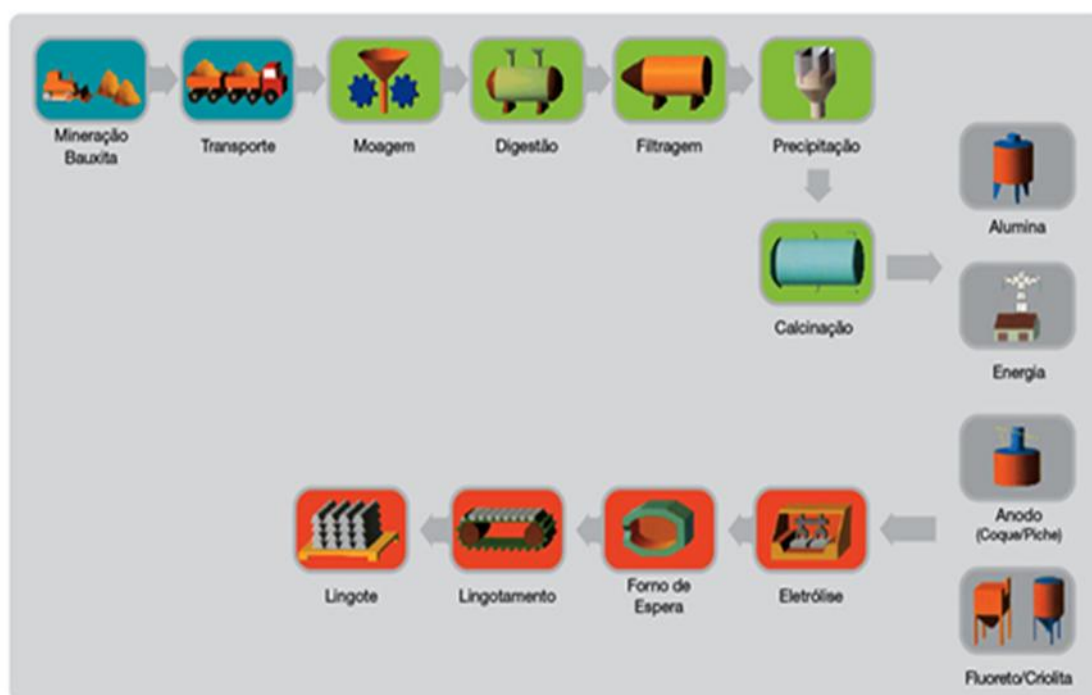 Mineração
Bauxita
Transporte
Moagem
Digestão
Filtragem
Precipitação
Alumina
Calcinação
Energia
Anodo
(Coque/Piche)
Lingote
Lingotamento
Forno de
Espera
Eletrólise
Fluoreto/Criolita